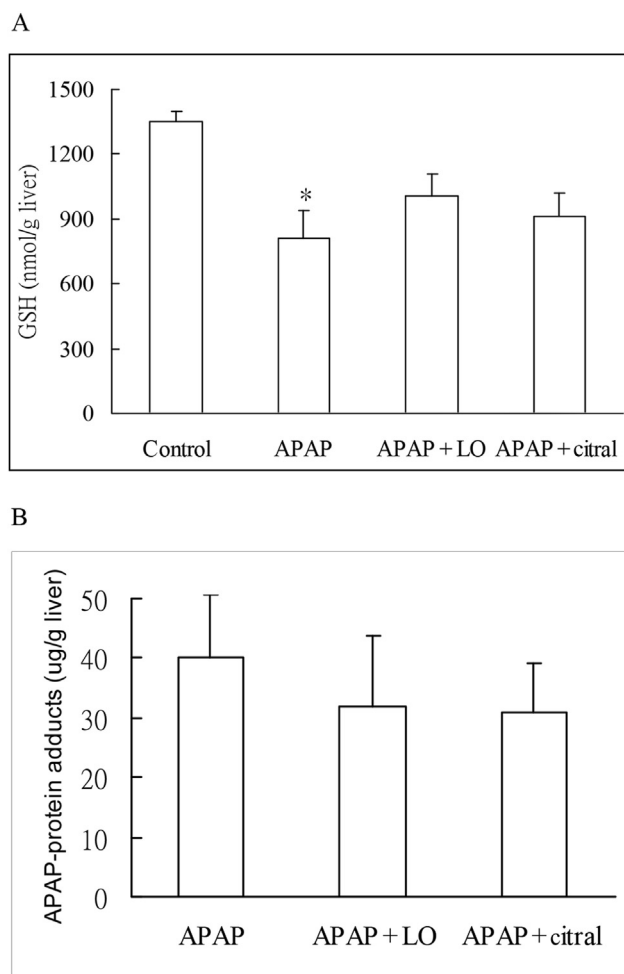 A
GSH (nmol/g liver)
1500
1200
900
600
300
0
*
Control APAP APAP + LO APAP + citral
B
APAP-protein adducts (ug/g liver)
50
40
30
20
10
0
APAP APAP + LO APAP + citral